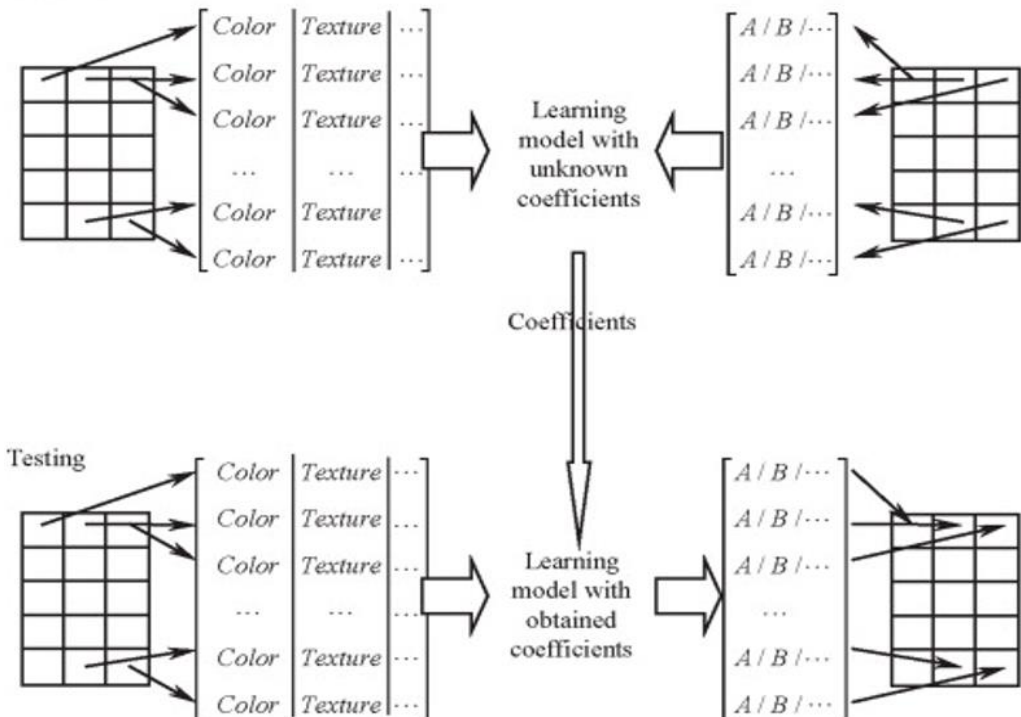 Color Texture ...
Color Texture ...
Color Texture ...
... ... ...
Color Texture ...
Color Texture ...
Learning
model with
unknown
coefficients
A / B / ...
A / B / ...
A / B / ...
...
A / B / ...
A / B / ...
Coefficients
Testing
Color Texture ...
Color Texture ...
Color Texture ...
... ... ...
Color Texture ...
Color Texture ...
Learning
model with
obtained
coefficients
A / B / ...
A / B / ...
A / B / ...
...
A / B / ...
A / B / ...